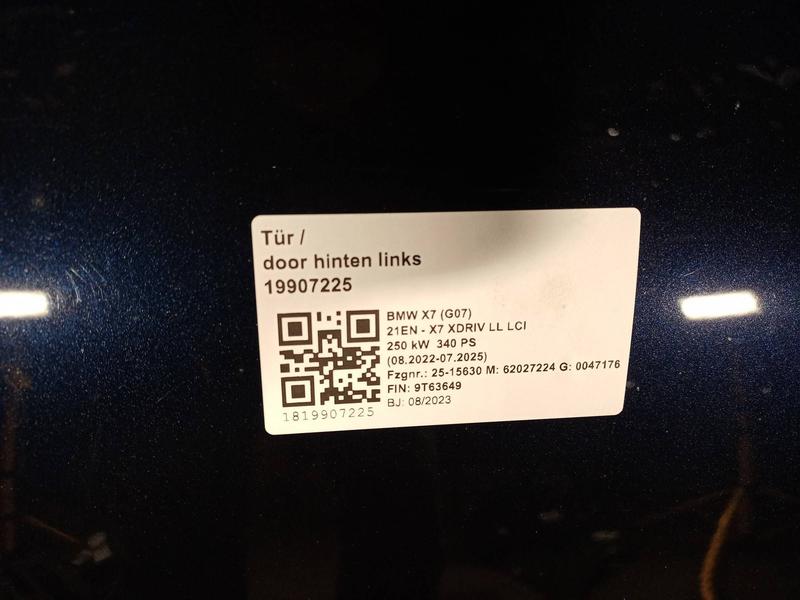 Tür /
door hinten links
19907225
BMW X7 (G07)
21EN - X7 XDRIV LL LCI
250 kW 340 PS
(08.2022-07.2025)
Fzgnr.: 25-15630 M: 62027224 G: 0047176
FIN: 9T63649
BJ: 08/2023
1819907225